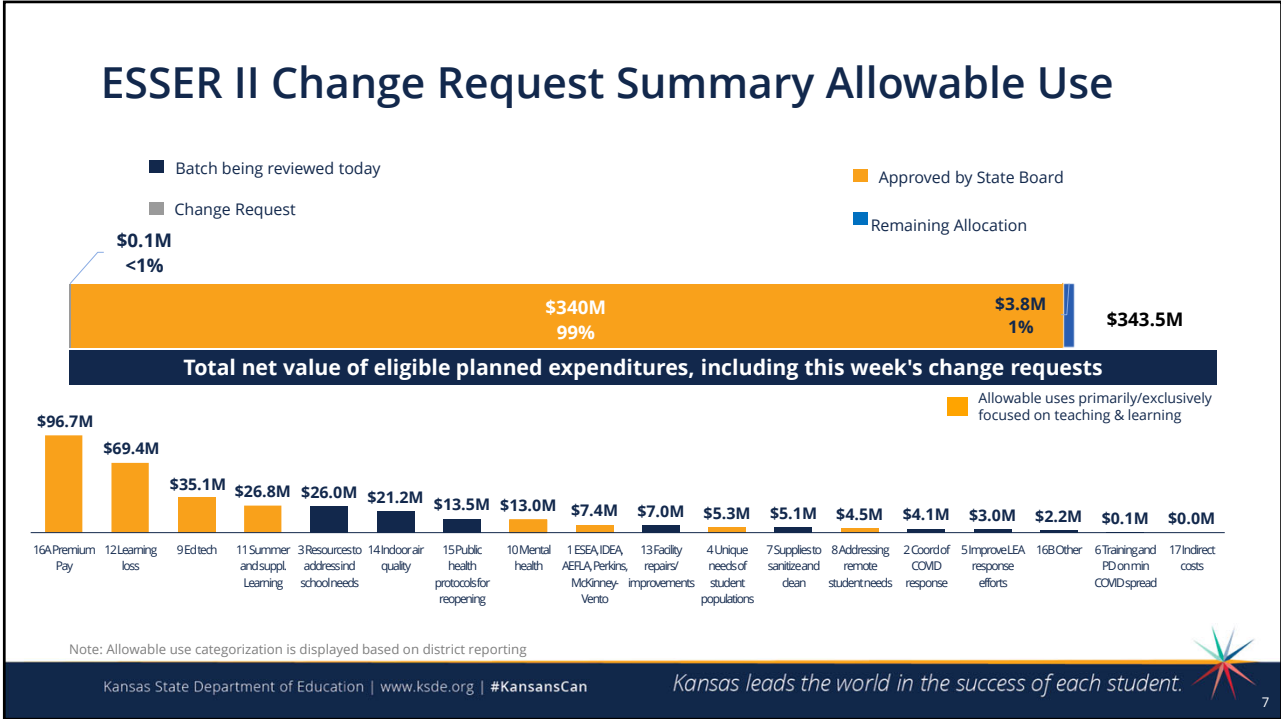 ESSER II Change Request Summary Allowable Use
Batch being reviewed today
Change Request
Approved by State Board
Remaining Allocation
$0.1M
<1%
$340M
99%
$3.8M
1%
$343.5M
Total net value of eligible planned expenditures, including this week's change requests
Allowable uses primarily/exclusively
focused on teaching & learning
$96.7M
$69.4M
$35.1M
$26.8M
$26.0M
$21.2M
$13.5M
$13.0M
$7.4M
$7.0M
$5.3M
$5.1M
$4.5M
$4.1M
$3.0M
$2.2M
$0.1M
$0.0M
16A Premium
Pay
12 Learning
loss
9 Ed tech
11 Summer
and suppl.
Learning
3 Resources to
address ind
school needs
14 Indoor air
quality
15 Public
health
protocols for
reopening
10 Mental
health
1 ESEA, IDEA,
AEFLA, Perkins,
McKinney-
Vento
13 Facility
repairs/
improvements
4 Unique
needs of
student
populations
7 Supplies to
sanitize and
clean
8 Addressing
remote
student needs
2 Coord of
COVID
response
5 Improve LEA
response
efforts
16B Other
6 Training and
PD on min
COVID spread
17 Indirect
costs
Note: Allowable use categorization is displayed based on district reporting
Kansas State Department of Education | www.ksde.org | #KansansCan
Kansas leads the world in the success of each student.
7